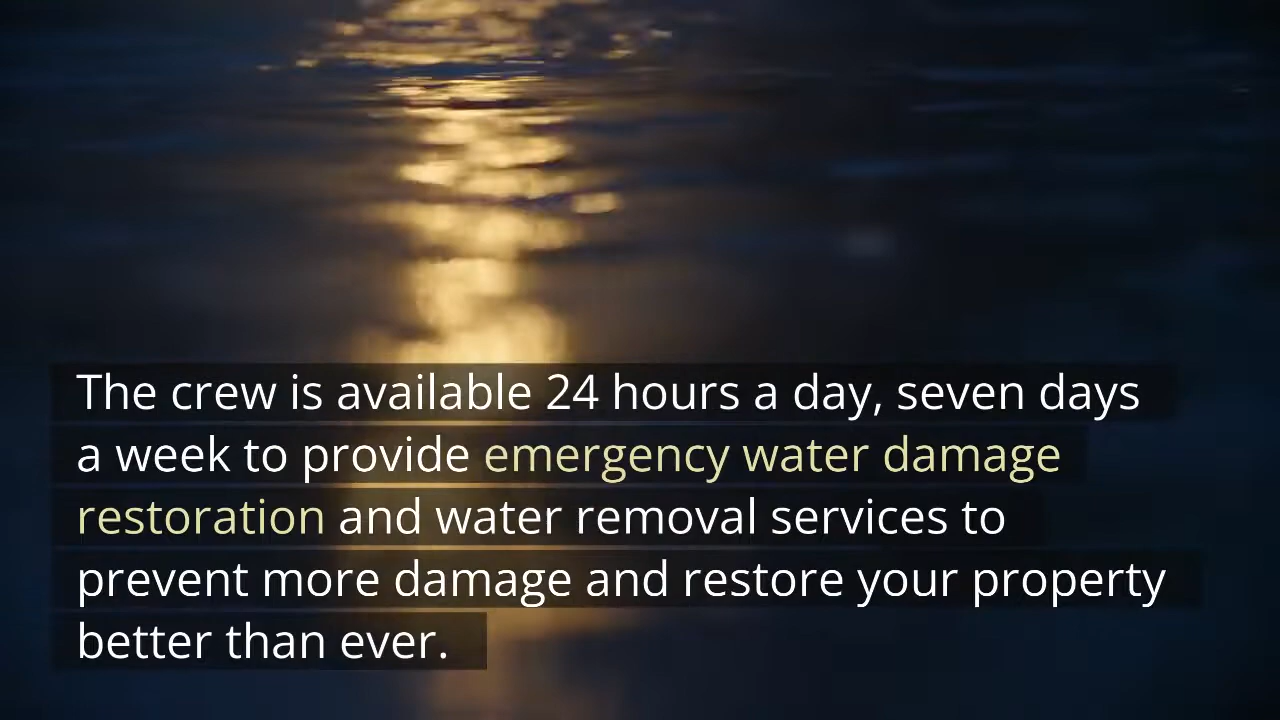 The crew is available 24 hours a day, seven days
a week to provide emergency water damage
restoration and water removal services to
prevent more damage and restore your property
better than ever.